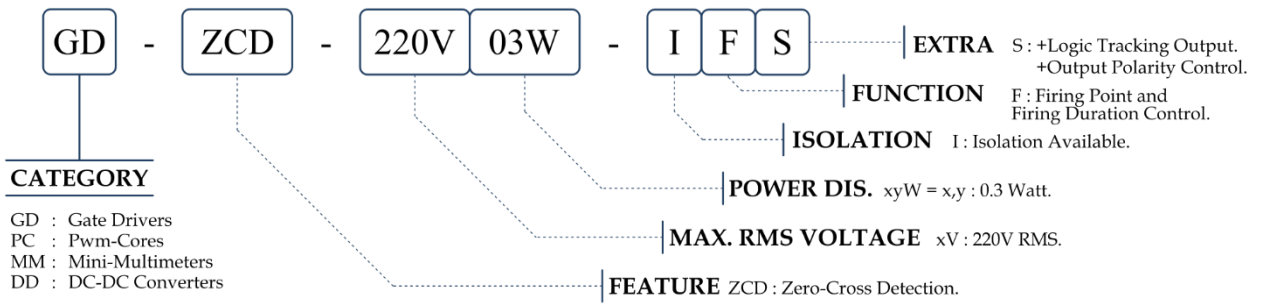 GD - ZCD - 220V 03W - I F S
EXTRA S : +Logic Tracking Output.
+Output Polarity Control.
FUNCTION F : Firing Point and
Firing Duration Control.
ISOLATION I : Isolation Available.
CATEGORY
POWER DIS. xyW = x,y : 0.3 Watt.
GD : Gate Drivers
PC : Pwm-Cores
MM : Mini-Multimeters
DD : DC-DC Converters
MAX. RMS VOLTAGE xV : 220V RMS.
FEATURE ZCD : Zero-Cross Detection.